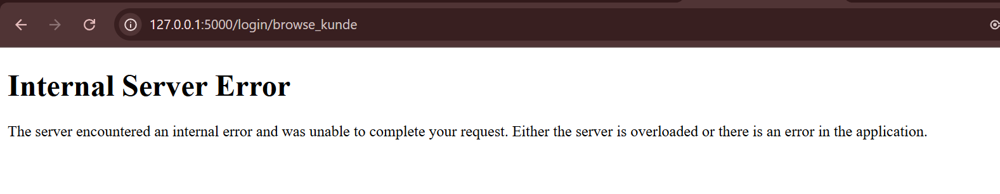 127.0.0.1:5000/login/browse_kunde
Internal Server Error
The server encountered an internal error and was unable to complete your request. Either the server is overloaded or there is an error in the application.